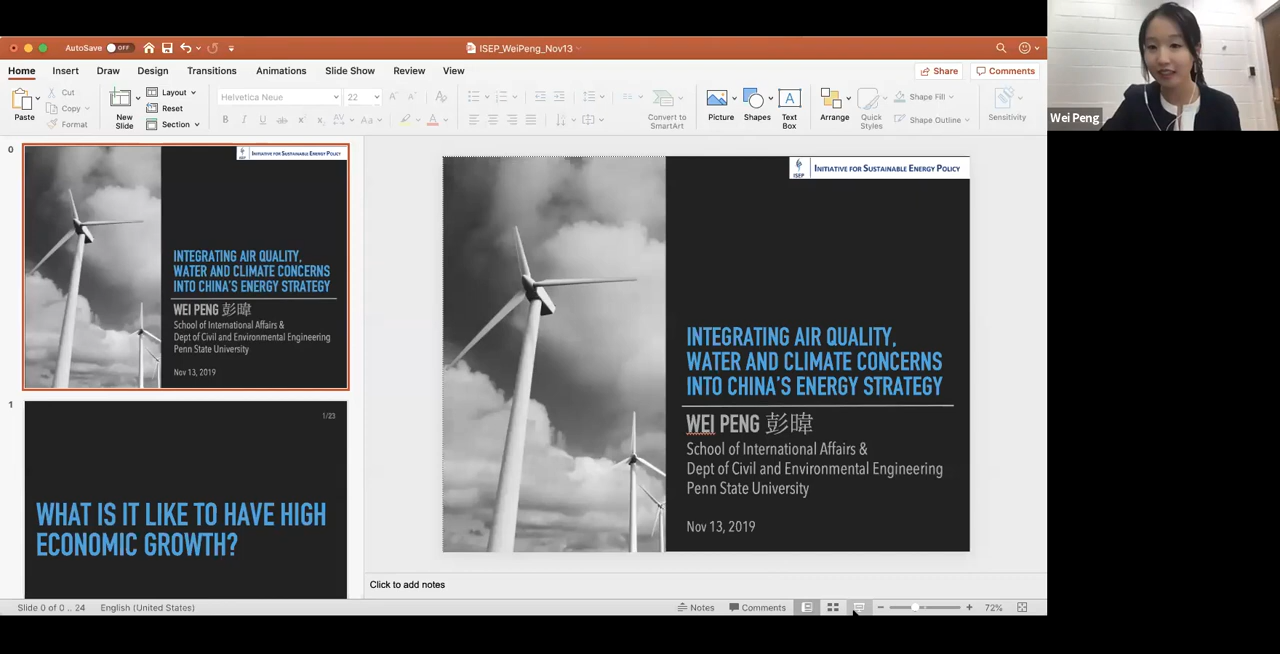 AutoSave OFF
ISEP_WeiPeng_Nov13
Home Insert Draw Design Transitions Animations Slide Show Review View
Share Comments
Paste
Cut
Copy
Format
New Slide
Layout
Reset
Section
Helvetica Neue 22
Convert to SmartArt
Picture
Shapes
Text Box
Arrange
Quick Styles
Shape Fill
Shape Outline
Sensitivity
Wei Peng
0
INITIATIVE FOR SUSTAINABLE ENERGY POLICY
INTEGRATING AIR QUALITY,
WATER AND CLIMATE CONCERNS
INTO CHINA'S ENERGY STRATEGY
WEI PENG 彭暐
School of International Affairs &
Dept of Civil and Environmental Engineering
Penn State University
Nov 13, 2019
1
1/23
WHAT IS IT LIKE TO HAVE HIGH
ECONOMIC GROWTH?
ISEP
INITIATIVE FOR SUSTAINABLE ENERGY POLICY
INTEGRATING AIR QUALITY,
WATER AND CLIMATE CONCERNS
INTO CHINA'S ENERGY STRATEGY
WEI PENG 彭暐
School of International Affairs &
Dept of Civil and Environmental Engineering
Penn State University
Nov 13, 2019
Click to add notes
Slide 0 of 0 .. 24 English (United States)
Notes Comments 72%